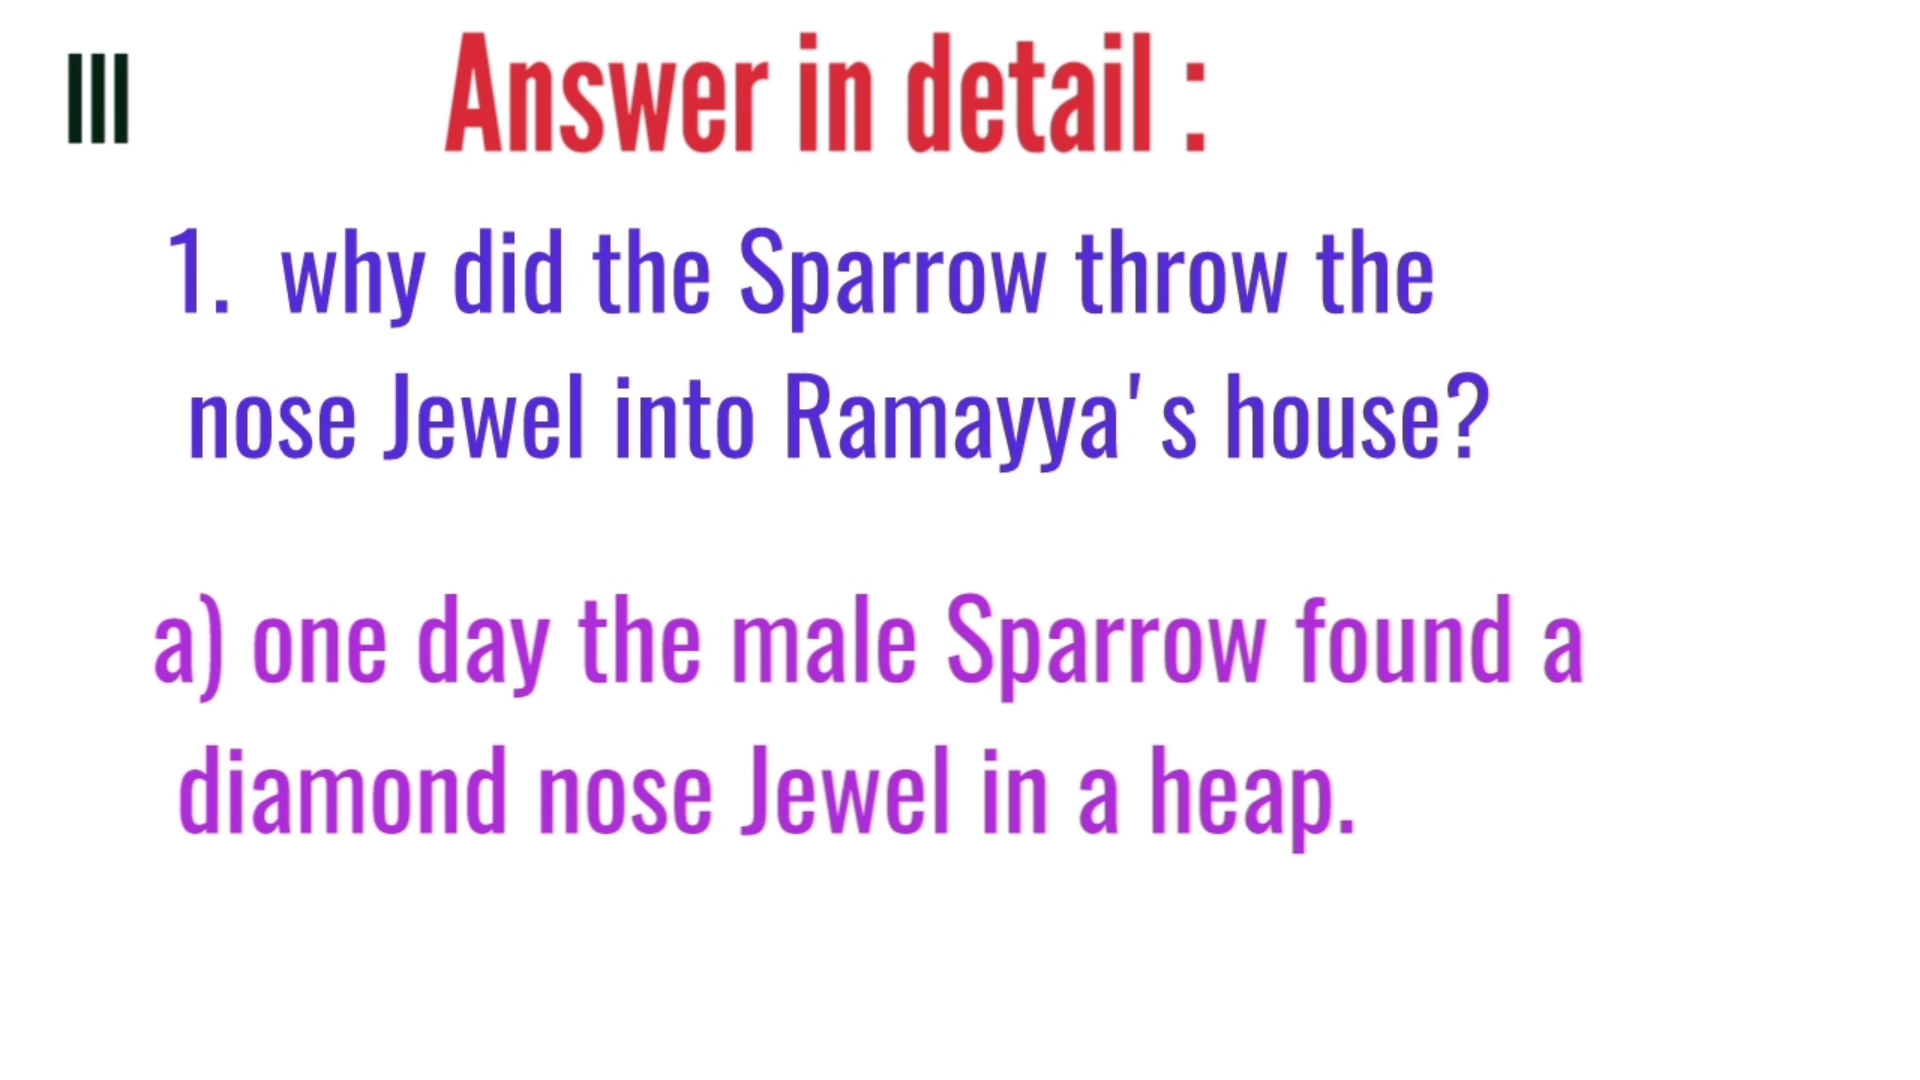 III Answer in detail :
1. why did the Sparrow throw the
nose Jewel into Ramayya's house?
a) one day the male Sparrow found a
diamond nose Jewel in a heap.